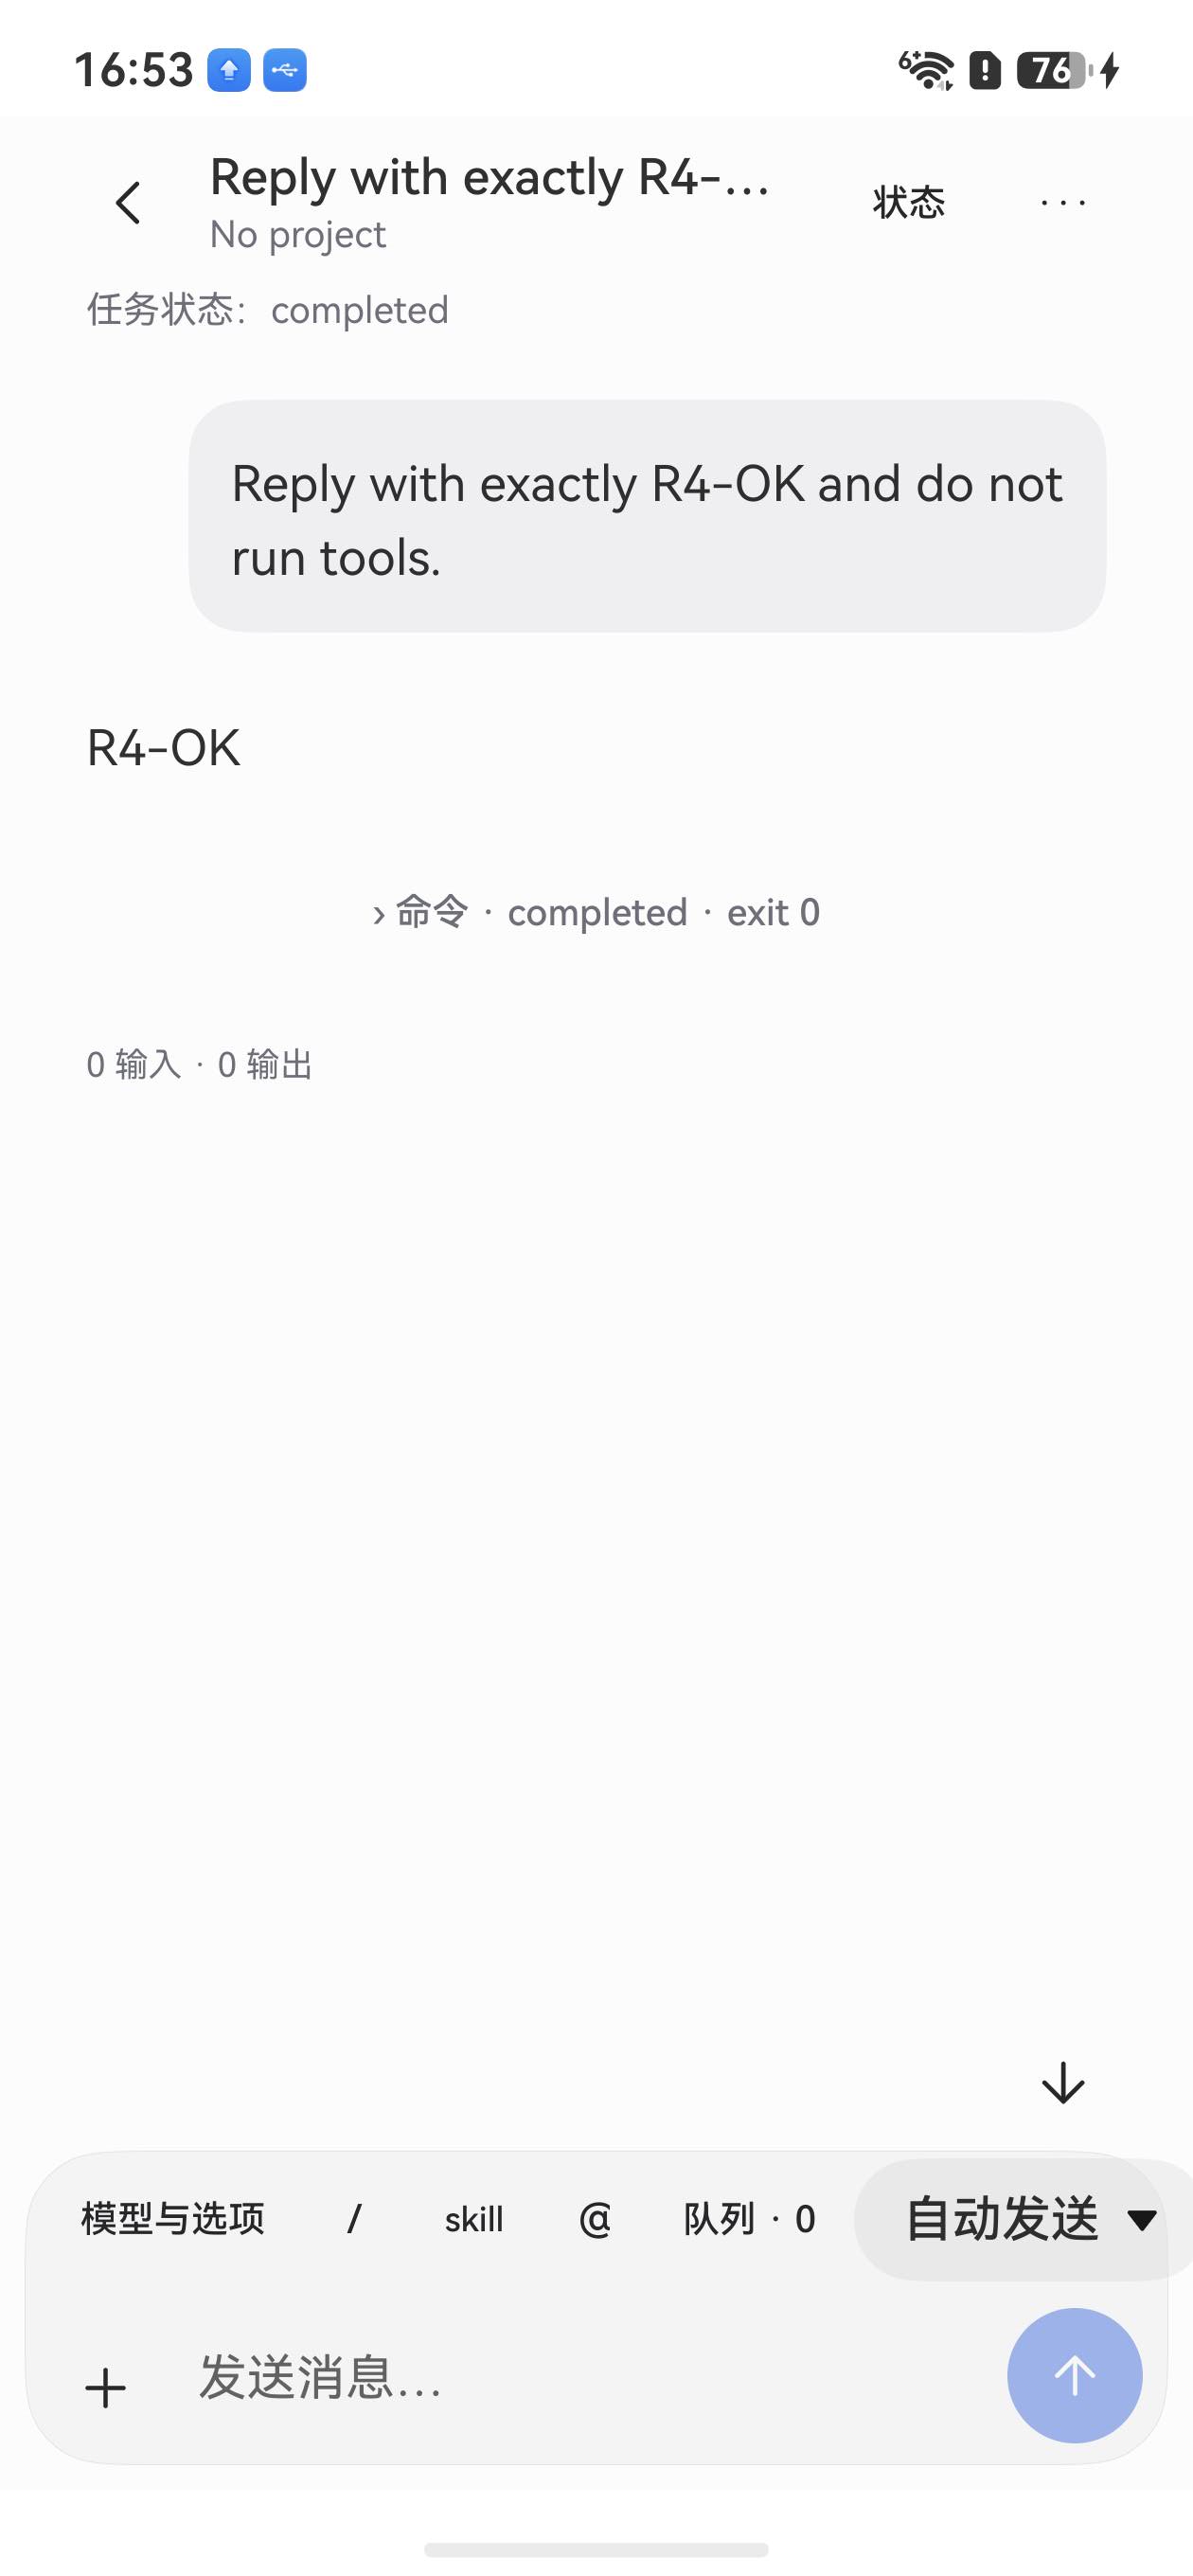 16:53
76
Reply with exactly R4-…
状态
No project
任务状态： completed
Reply with exactly R4-OK and do not
run tools.
R4-OK
› 命令 · completed · exit 0
0 输入 · 0 输出
模型与选项 / skill @ 队列 · 0 自动发送
发送消息…